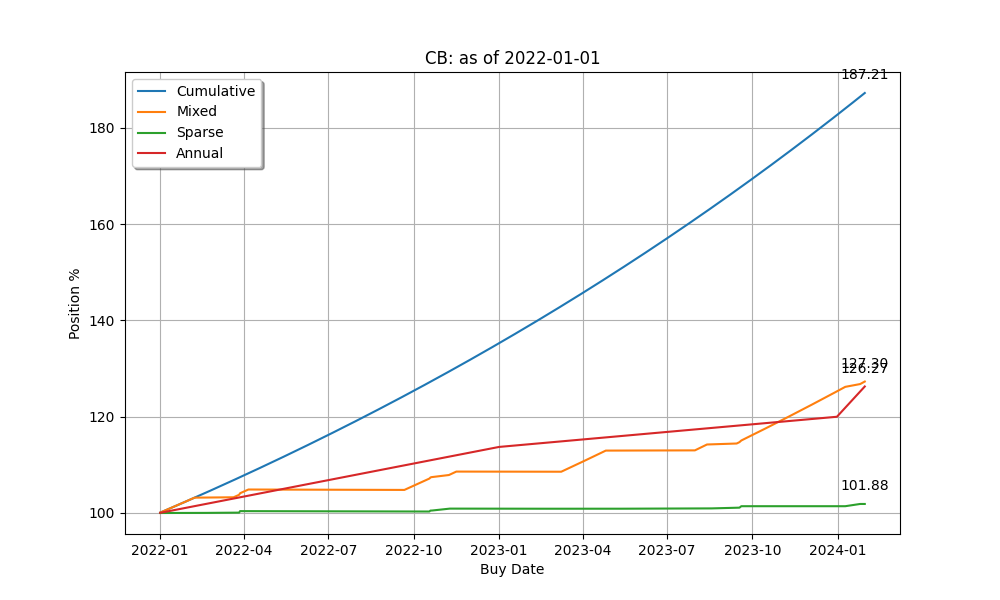 CB: as of 2022-01-01
187.21
Cumulative
Mixed
Sparse
Annual
180
160
140
127.30
126.27
120
101.88
100
Position %
2022-01 2022-04 2022-07 2022-10 2023-01 2023-04 2023-07 2023-10 2024-01
Buy Date